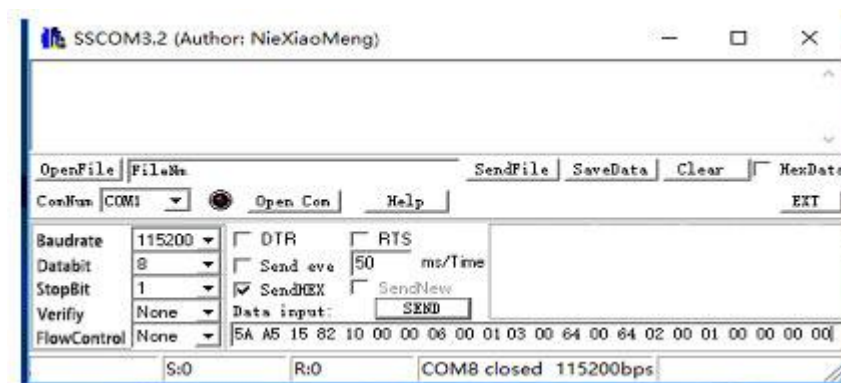 SSCOM3.2 (Author: NieXiaoMeng)
OpenFile FileNm SendFile SaveData Clear HexData
ComNum COM1 Open Com Help EXT
Baudrate 115200 DTR RTS
Databit 8 Send eve 50 ms/Time
StopBit 1 SendHEX SendNew
Verifiy None Data input: SEND
FlowControl None 5A A5 15 82 10 00 00 06 00 01 03 00 64 00 64 02 00 01 00 00 00 00
S:0 R:0 COM8 closed 115200bps